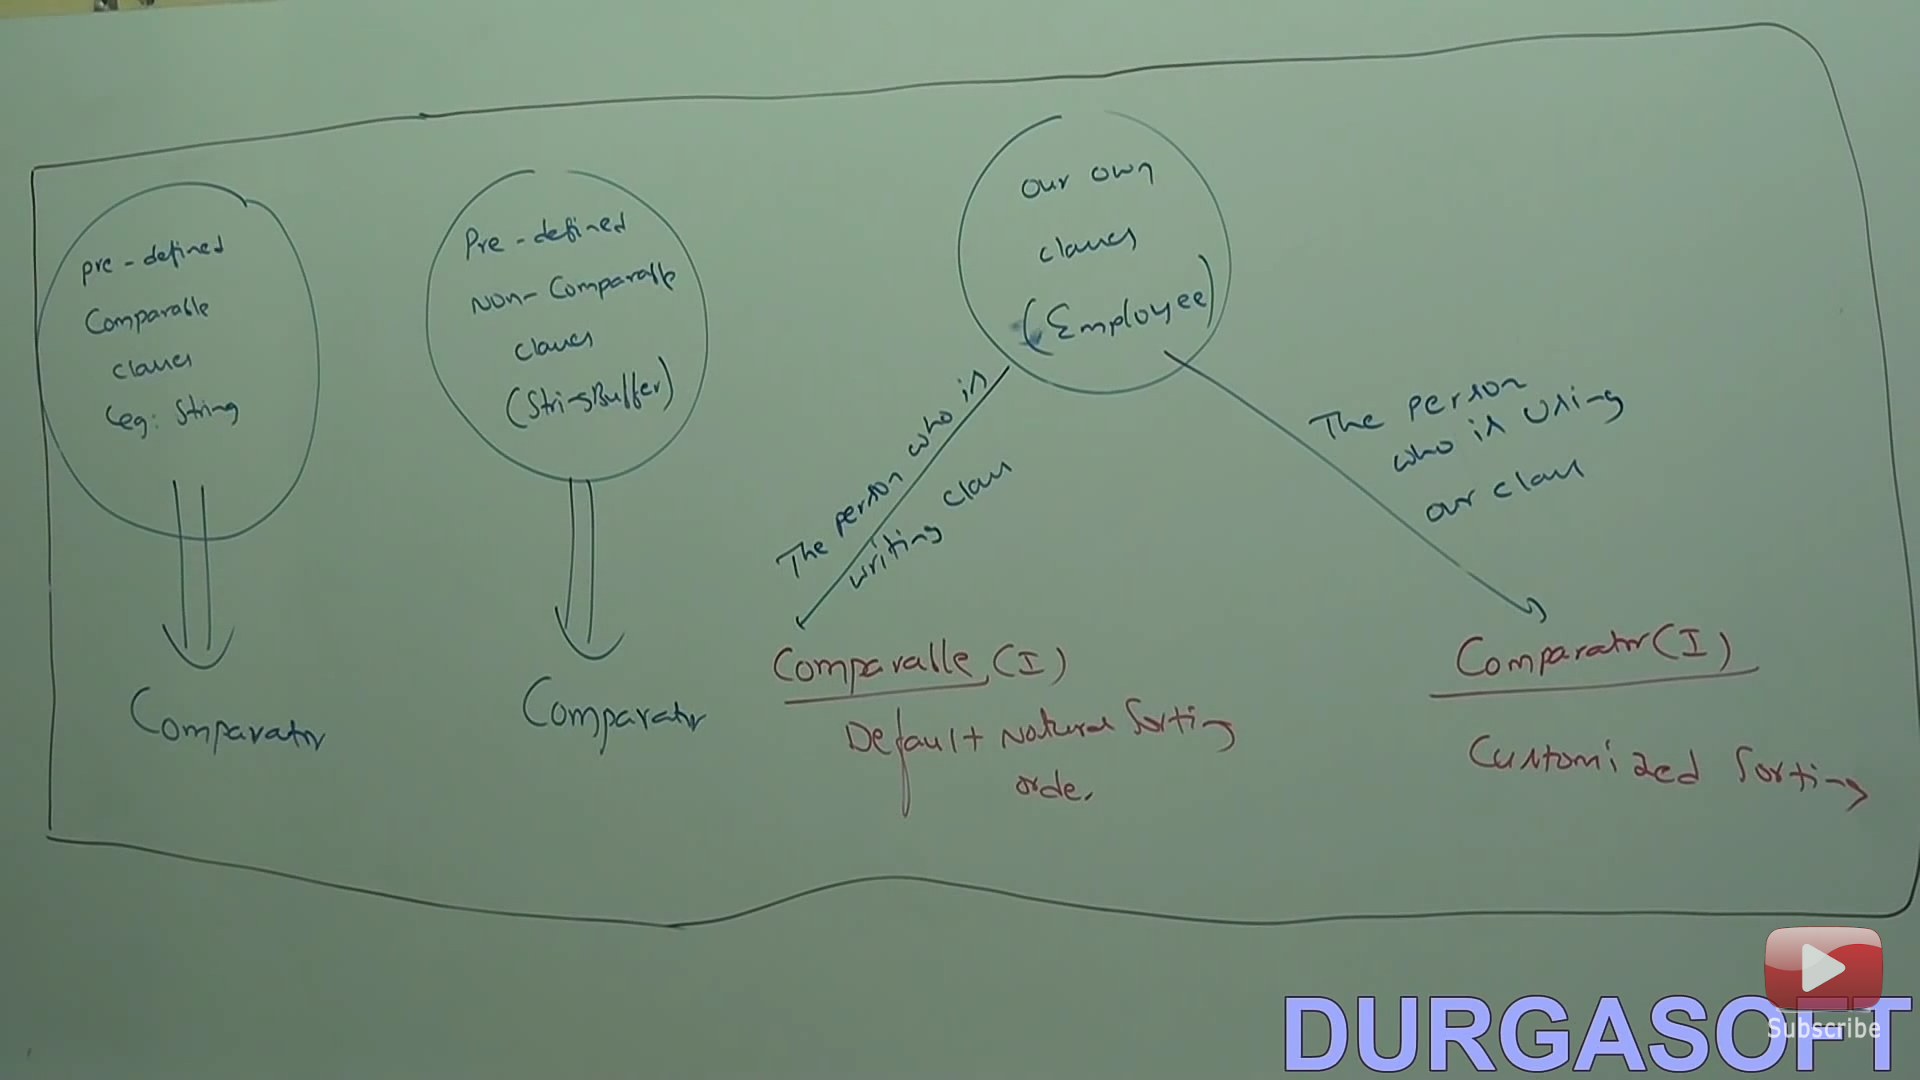 pre-defined
Comparable
classes
eg: String
Comparator
Pre-defined
Non-Comparable
classes
(StringBuffer)
Comparator
Our own
classes
(Employee)
The person who is
writing class
Comparable (I)
Default Natural Sorting
order
The person
who is using
our class
Comparator (I)
Customized Sorting
Subscribe
DURGASOFT